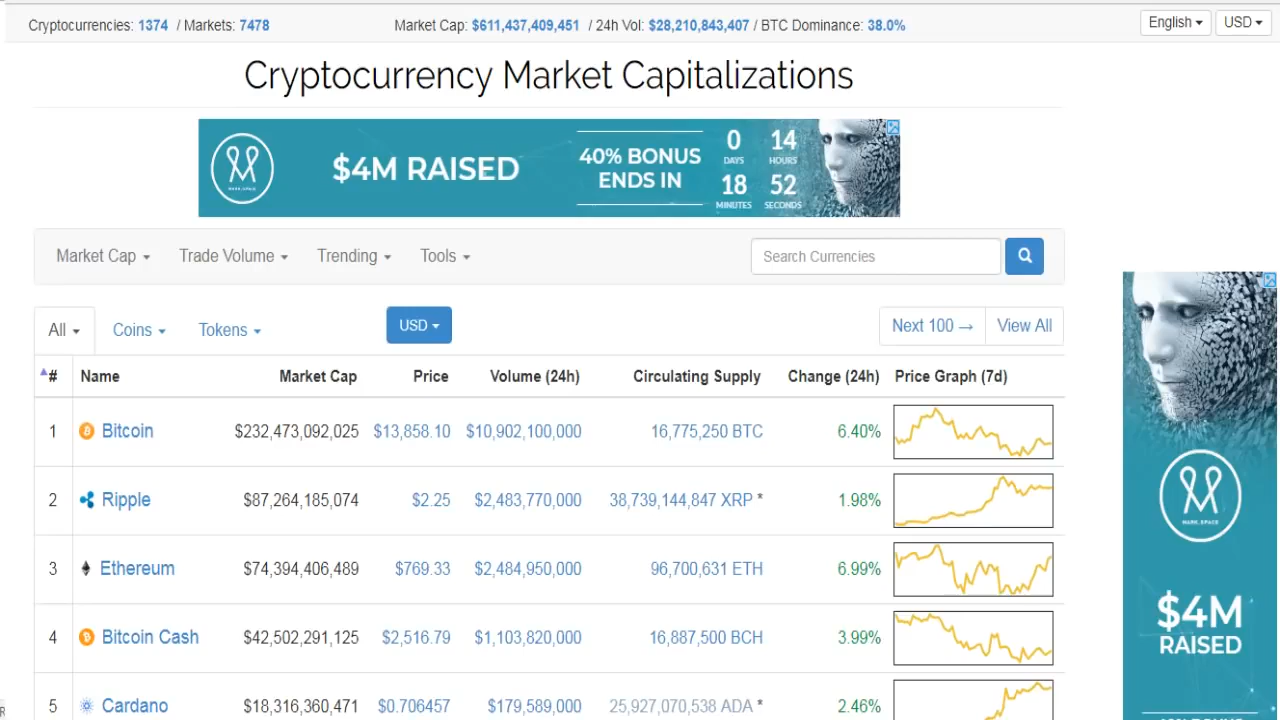 Cryptocurrencies: 1374 / Markets: 7478 Market Cap: $611,437,409,451 / 24h Vol: $28,210,843,407 / BTC Dominance: 38.0% English USD
Cryptocurrency Market Capitalizations
MARK.SPACE
$4M RAISED
40% BONUS
ENDS IN
0 DAYS 14 HOURS
18 MINUTES 52 SECONDS
Market Cap Trade Volume Trending Tools Search Currencies
All Coins Tokens USD Next 100 → View All
# Name Market Cap Price Volume (24h) Circulating Supply Change (24h) Price Graph (7d)
1 Bitcoin $232,473,092,025 $13,858.10 $10,902,100,000 16,775,250 BTC 6.40%
2 Ripple $87,264,185,074 $2.25 $2,483,770,000 38,739,144,847 XRP * 1.98%
3 Ethereum $74,394,406,489 $769.33 $2,484,950,000 96,700,631 ETH 6.99%
4 Bitcoin Cash $42,502,291,125 $2,516.79 $1,103,820,000 16,887,500 BCH 3.99%
5 Cardano $18,316,360,471 $0.706457 $179,589,000 25,927,070,538 ADA * 2.46%
MARK.SPACE
$4M
RAISED